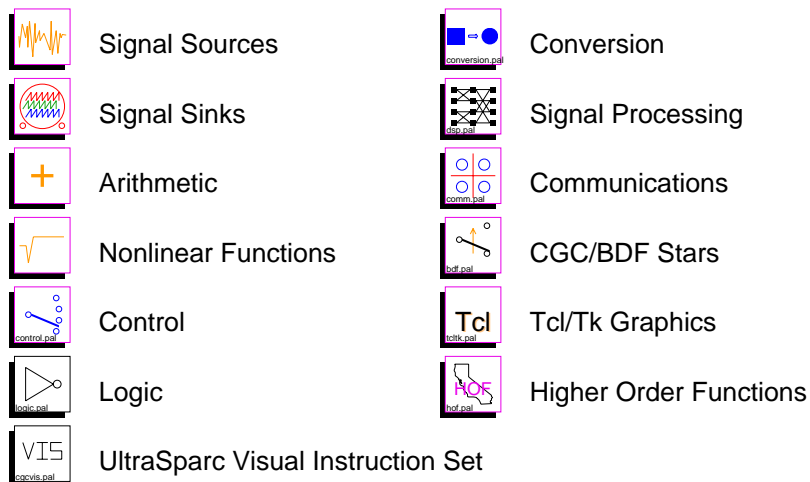 Signal Sources
conversion.pal
Conversion
Signal Sinks
dsp.pal
Signal Processing
Arithmetic
comm.pal
Communications
Nonlinear Functions
bdf.pal
CGC/BDF Stars
control.pal
Control
Tcl
tcltk.pal
Tcl/Tk Graphics
logic.pal
Logic
HOF
hof.pal
Higher Order Functions
VIS
cgcvis.pal
UltraSparc Visual Instruction Set